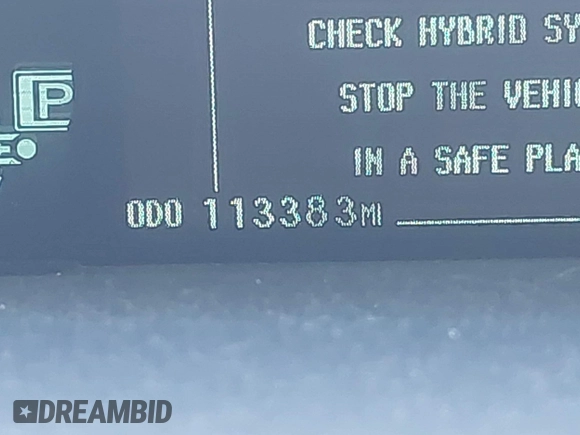 CHECK HYBRID SY
STOP THE VEHIC
IN A SAFE PLA
P
ODO 113383MI
DREAMBID